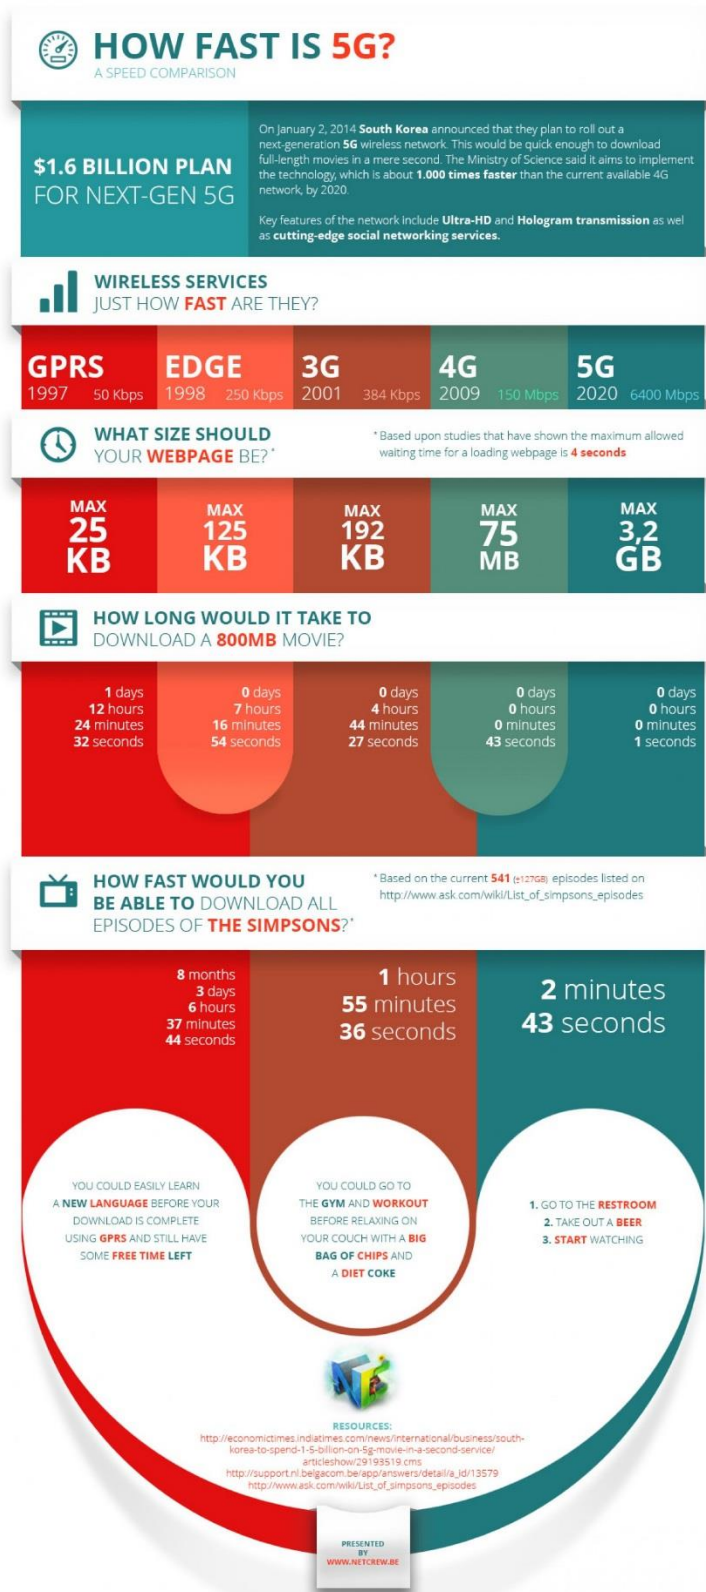 HOW FAST IS 5G?
A SPEED COMPARISON
$1.6 BILLION PLAN
FOR NEXT-GEN 5G
On January 2, 2014 South Korea announced that they plan to roll out a
next-generation 5G wireless network. This would be quick enough to download
full-length movies in a mere second. The Ministry of Science said it aims to implement
the technology, which is about 1.000 times faster than the current available 4G
network, by 2020.
Key features of the network include Ultra-HD and Hologram transmission as wel
as cutting-edge social networking services.
WIRELESS SERVICES
JUST HOW FAST ARE THEY?
GPRS
1997 50 Kbps
EDGE
1998 250 Kbps
3G
2001 384 Kbps
4G
2009 150 Mbps
5G
2020 6400 Mbps
WHAT SIZE SHOULD
YOUR WEBPAGE BE?*
* Based upon studies that have shown the maximum allowed
waiting time for a loading webpage is 4 seconds
MAX
25
KB
MAX
125
KB
MAX
192
KB
MAX
75
MB
MAX
3,2
GB
HOW LONG WOULD IT TAKE TO
DOWNLOAD A 800MB MOVIE?
1 days
12 hours
24 minutes
32 seconds
0 days
7 hours
16 minutes
54 seconds
0 days
4 hours
44 minutes
27 seconds
0 days
0 hours
0 minutes
43 seconds
0 days
0 hours
0 minutes
1 seconds
HOW FAST WOULD YOU
BE ABLE TO DOWNLOAD ALL
EPISODES OF THE SIMPSONS?*
* Based on the current 541 (±127GB) episodes listed on
http://www.ask.com/wiki/List_of_simpsons_episodes
8 months
3 days
6 hours
37 minutes
44 seconds
1 hours
55 minutes
36 seconds
2 minutes
43 seconds
YOU COULD EASILY LEARN
A NEW LANGUAGE BEFORE YOUR
DOWNLOAD IS COMPLETE
USING GPRS AND STILL HAVE
SOME FREE TIME LEFT
YOU COULD GO TO
THE GYM AND WORKOUT
BEFORE RELAXING ON
YOUR COUCH WITH A BIG
BAG OF CHIPS AND
A DIET COKE
1. GO TO THE RESTROOM
2. TAKE OUT A BEER
3. START WATCHING
RESOURCES:
http://economictimes.indiatimes.com/news/international/business/south-
korea-to-spend-1-5-billion-on-5g-movie-in-a-second-service/
articleshow/29193519.cms
http://support.nl.belgacom.be/app/answers/detail/a_id/13579
http://www.ask.com/wiki/List_of_simpsons_episodes
PRESENTED
BY
WWW.NETCREW.BE